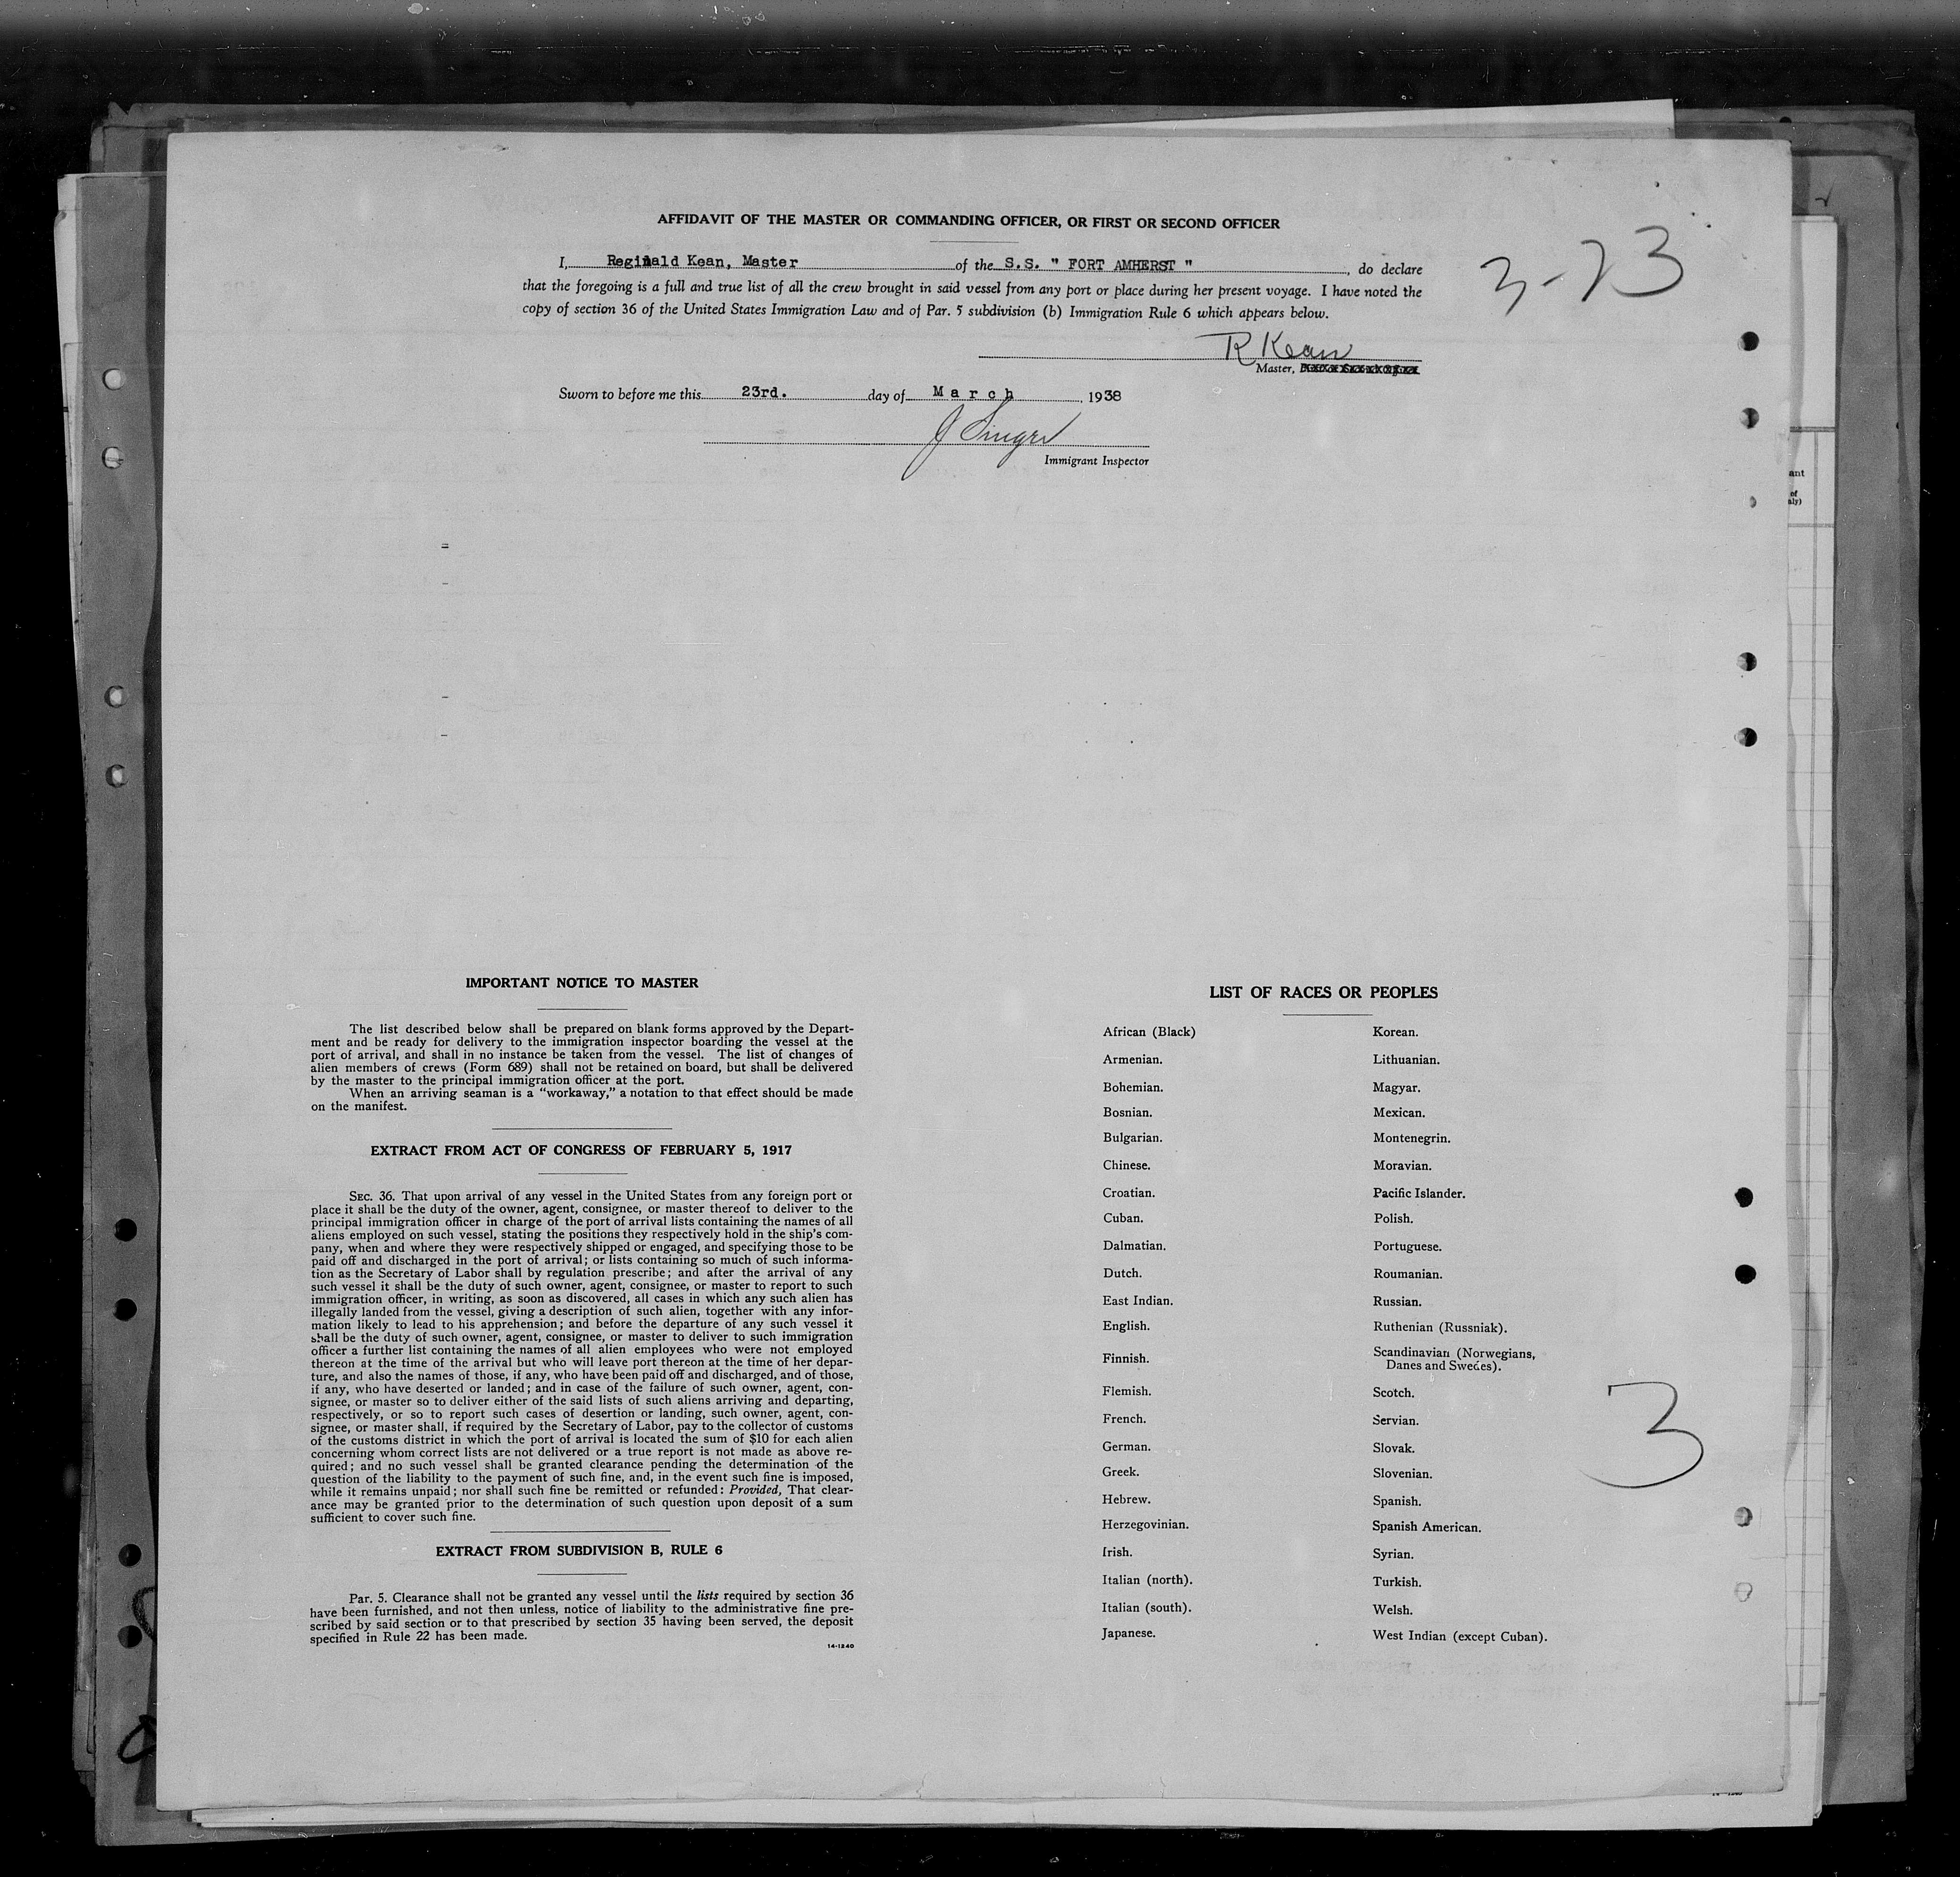 AFFIDAVIT OF THE MASTER OR COMMANDING OFFICER, OR FIRST OR SECOND OFFICER
I, Reginald Kean, Master of the S.S. " FORT AMHERST ", do declare
that the foregoing is a full and true list of all the crew brought in said vessel from any port or place during her present voyage. I have noted the
copy of section 36 of the United States Immigration Law and of Par. 5 subdivision (b) Immigration Rule 6 which appears below.
3-23
R Kean
Master,
Sworn to before me this 23rd. day of March, 1938
J Singer
Immigrant Inspector
ant
of
aly)
IMPORTANT NOTICE TO MASTER
The list described below shall be prepared on blank forms approved by the Depart-
ment and be ready for delivery to the immigration inspector boarding the vessel at the
port of arrival, and shall in no instance be taken from the vessel. The list of changes of
alien members of crews (Form 689) shall not be retained on board, but shall be delivered
by the master to the principal immigration officer at the port.
When an arriving seaman is a "workaway," a notation to that effect should be made
on the manifest.
EXTRACT FROM ACT OF CONGRESS OF FEBRUARY 5, 1917
SEC. 36. That upon arrival of any vessel in the United States from any foreign port or
place it shall be the duty of the owner, agent, consignee, or master thereof to deliver to the
principal immigration officer in charge of the port of arrival lists containing the names of all
aliens employed on such vessel, stating the positions they respectively hold in the ship's com-
pany, when and where they were respectively shipped or engaged, and specifying those to be
paid off and discharged in the port of arrival; or lists containing so much of such informa-
tion as the Secretary of Labor shall by regulation prescribe; and after the arrival of any
such vessel it shall be the duty of such owner, agent, consignee, or master to report to such
immigration officer, in writing, as soon as discovered, all cases in which any such alien has
illegally landed from the vessel, giving a description of such alien, together with any infor-
mation likely to lead to his apprehension; and before the departure of any such vessel it
shall be the duty of such owner, agent, consignee, or master to deliver to such immigration
officer a further list containing the names of all alien employees who were not employed
thereon at the time of the arrival but who will leave port thereon at the time of her depar-
ture, and also the names of those, if any, who have been paid off and discharged, and of those,
if any, who have deserted or landed; and in case of the failure of such owner, agent, con-
signee, or master so to deliver either of the said lists of such aliens arriving and departing,
respectively, or so to report such cases of desertion or landing, such owner, agent, con-
signee, or master shall, if required by the Secretary of Labor, pay to the collector of customs
of the customs district in which the port of arrival is located the sum of $10 for each alien
concerning whom correct lists are not delivered or a true report is not made as above re-
quired; and no such vessel shall be granted clearance pending the determination of the
question of the liability to the payment of such fine, and, in the event such fine is imposed,
while it remains unpaid; nor shall such fine be remitted or refunded: Provided, That clear-
ance may be granted prior to the determination of such question upon deposit of a sum
sufficient to cover such fine.
EXTRACT FROM SUBDIVISION B, RULE 6
Par. 5. Clearance shall not be granted any vessel until the lists required by section 36
have been furnished, and not then unless, notice of liability to the administrative fine pre-
scribed by said section or to that prescribed by section 35 having been served, the deposit
specified in Rule 22 has been made.
14-1240
LIST OF RACES OR PEOPLES
African (Black)
Armenian.
Bohemian.
Bosnian.
Bulgarian.
Chinese.
Croatian.
Cuban.
Dalmatian.
Dutch.
East Indian.
English.
Finnish.
Flemish.
French.
German.
Greek.
Hebrew.
Herzegovinian.
Irish.
Italian (north).
Italian (south).
Japanese.
Korean.
Lithuanian.
Magyar.
Mexican.
Montenegrin.
Moravian.
Pacific Islander.
Polish.
Portuguese.
Roumanian.
Russian.
Ruthenian (Russniak).
Scandinavian (Norwegians,
Danes and Swedes).
Scotch.
Servian.
Slovak.
Slovenian.
Spanish.
Spanish American.
Syrian.
Turkish.
Welsh.
West Indian (except Cuban).
3